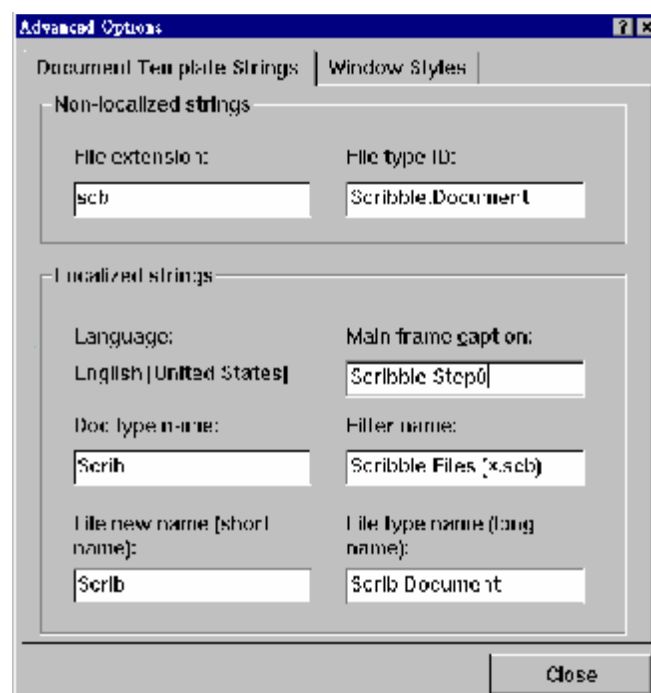 Advanced Options
Document Template Strings
Window Styles
Non-localized strings
File extension:
File type ID:
scb
Scribble.Document
Localized strings
Language:
Main frame caption:
English [United States]
Scribble Step0
Doc type name:
Filter name:
Scrib
Scribble Files (*.scb)
File new name (short name):
File type name (long name):
Scrib
Scrib Document
Close